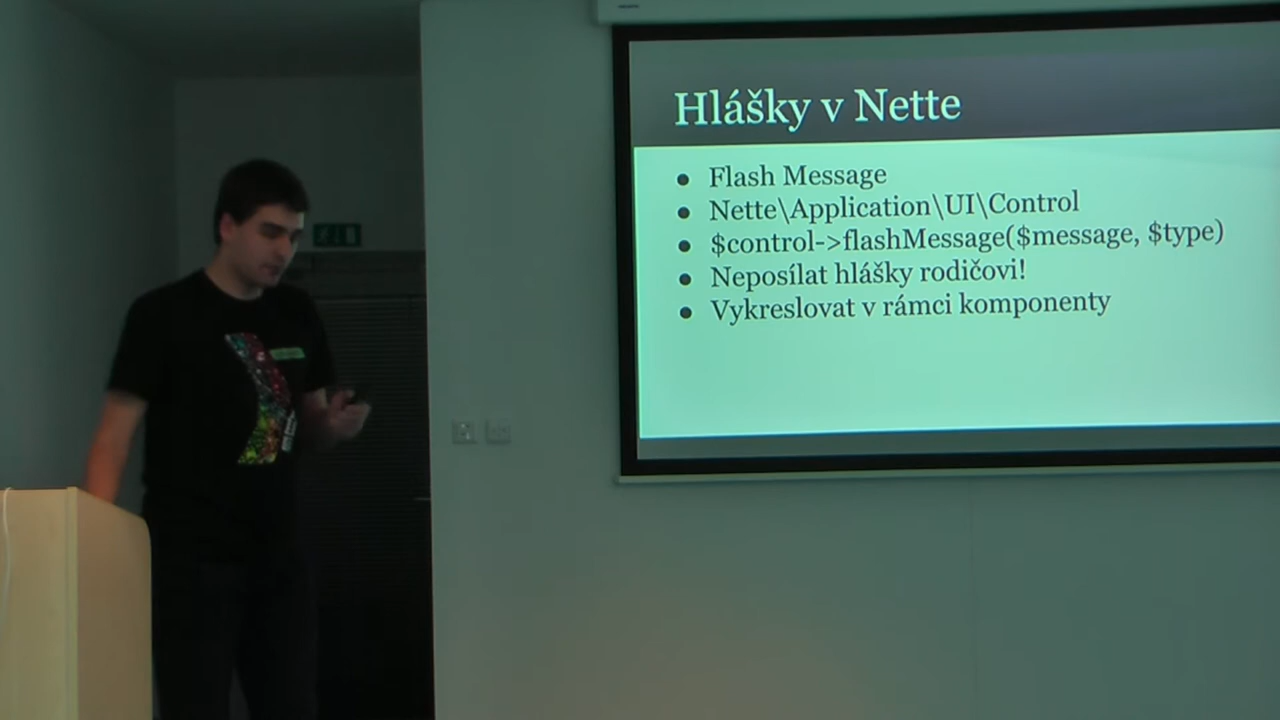 Hlášky v Nette
● Flash Message
● Nette\Application\UI\Control
● $control->flashMessage($message, $type)
● Neposílat hlášky rodičovi!
● Vykreslovat v rámci komponenty